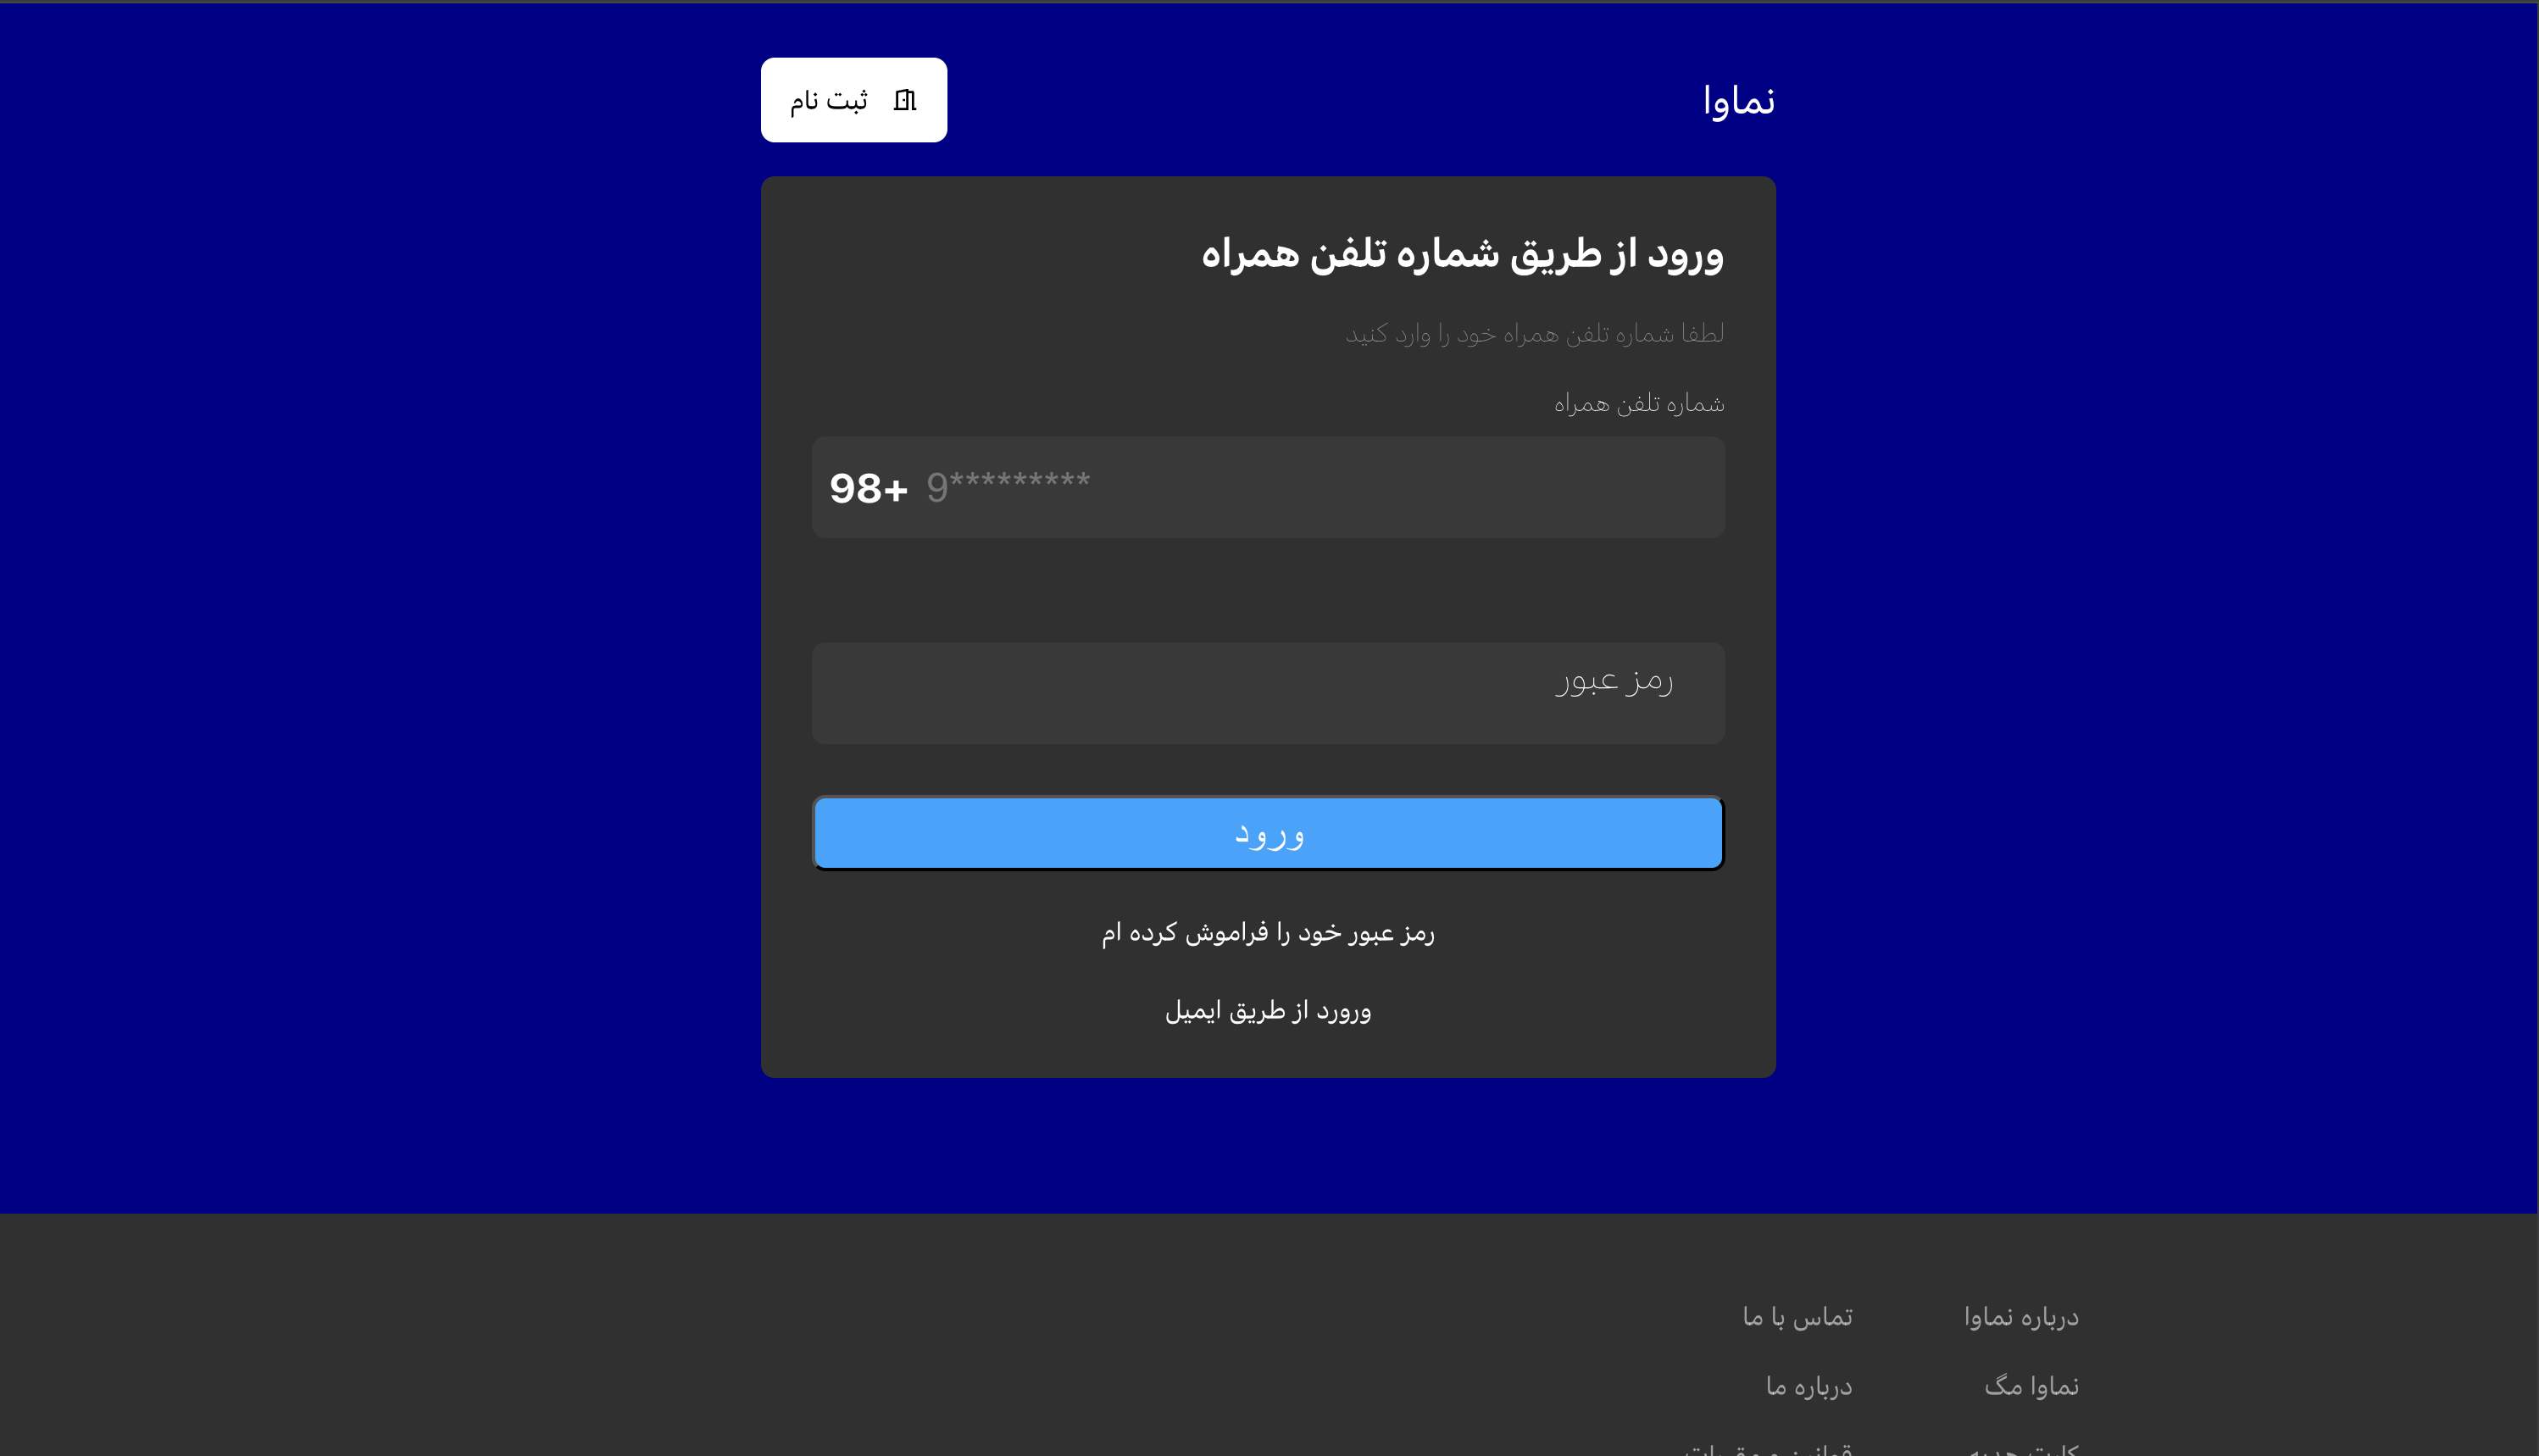 نماوا
ثبت نام
ورود از طریق شماره تلفن همراه
لطفا شماره تلفن همراه خود را وارد کنید
شماره تلفن همراه
98+ 9*********
رمز عبور
ورود
رمز عبور خود را فراموش کرده ام
ورورد از طریق ایمیل
درباره نماوا
تماس با ما
نماوا مگ
درباره ما